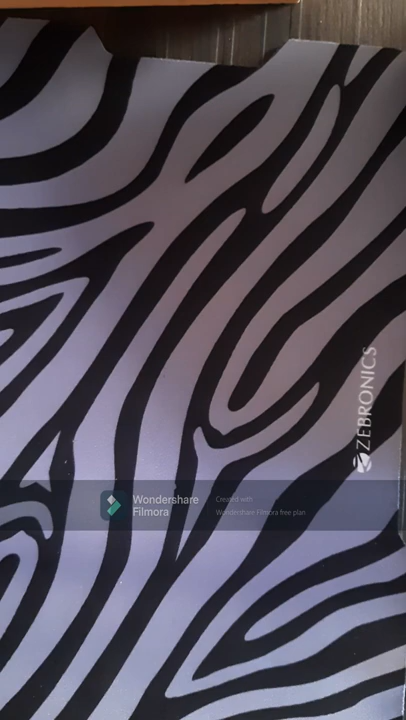 ZEBRONICS
Wondershare
Filmora
Created with
Wondershare Filmora free plan